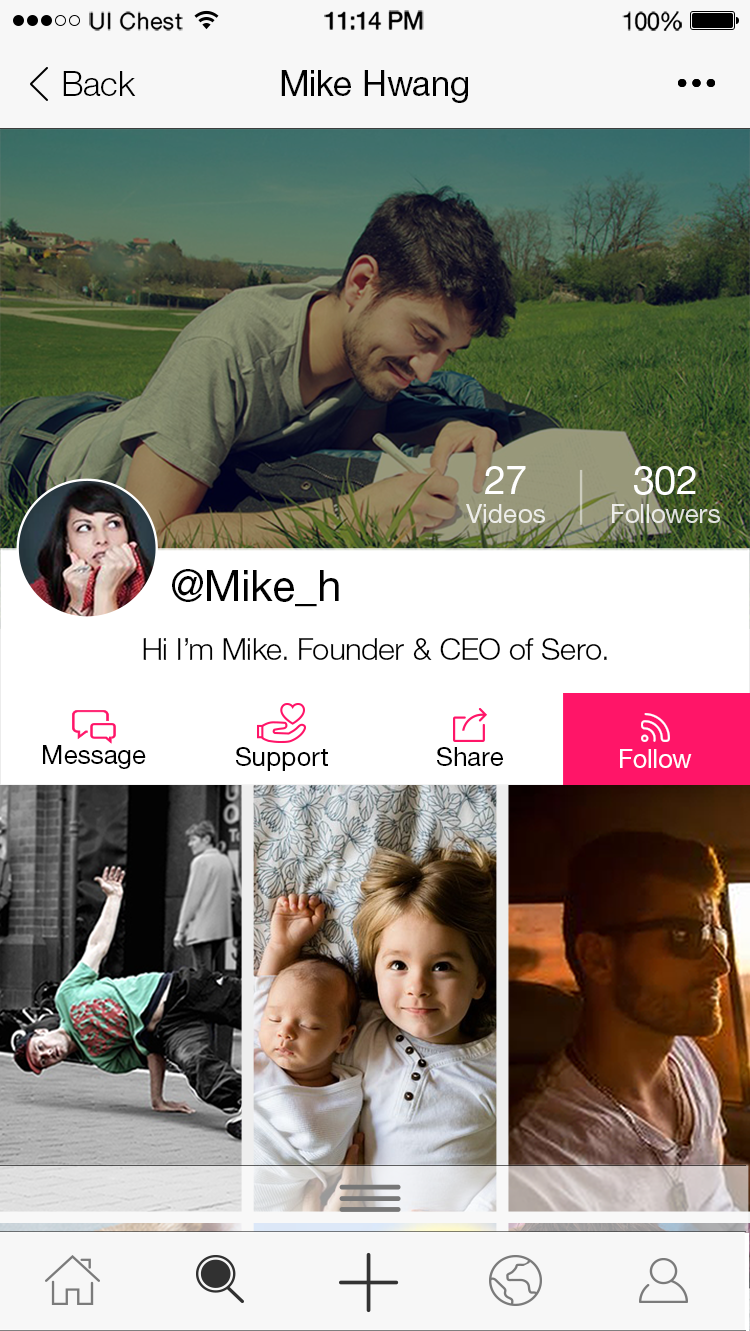 UI Chest 11:14 PM 100%
Back Mike Hwang
27 302
Videos Followers
@Mike_h
Hi I’m Mike. Founder & CEO of Sero.
Message Support Share Follow